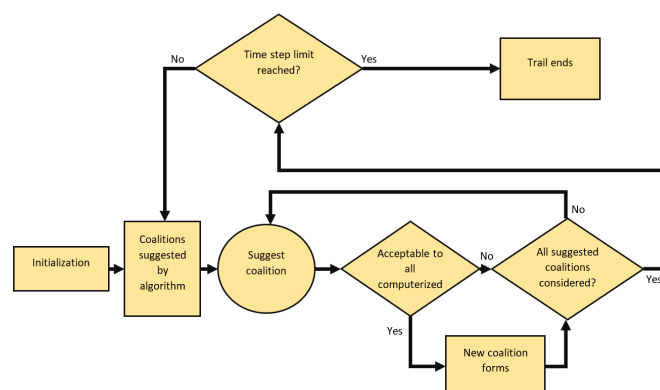 Time step limit
reached?
No
Yes
Trail ends
No
Initialization
Coalitions
suggested
by
algorithm
Suggest
coalition
Acceptable to
all
computerized
No
All suggested
coalitions
considered?
Yes
Yes
New coalition
forms